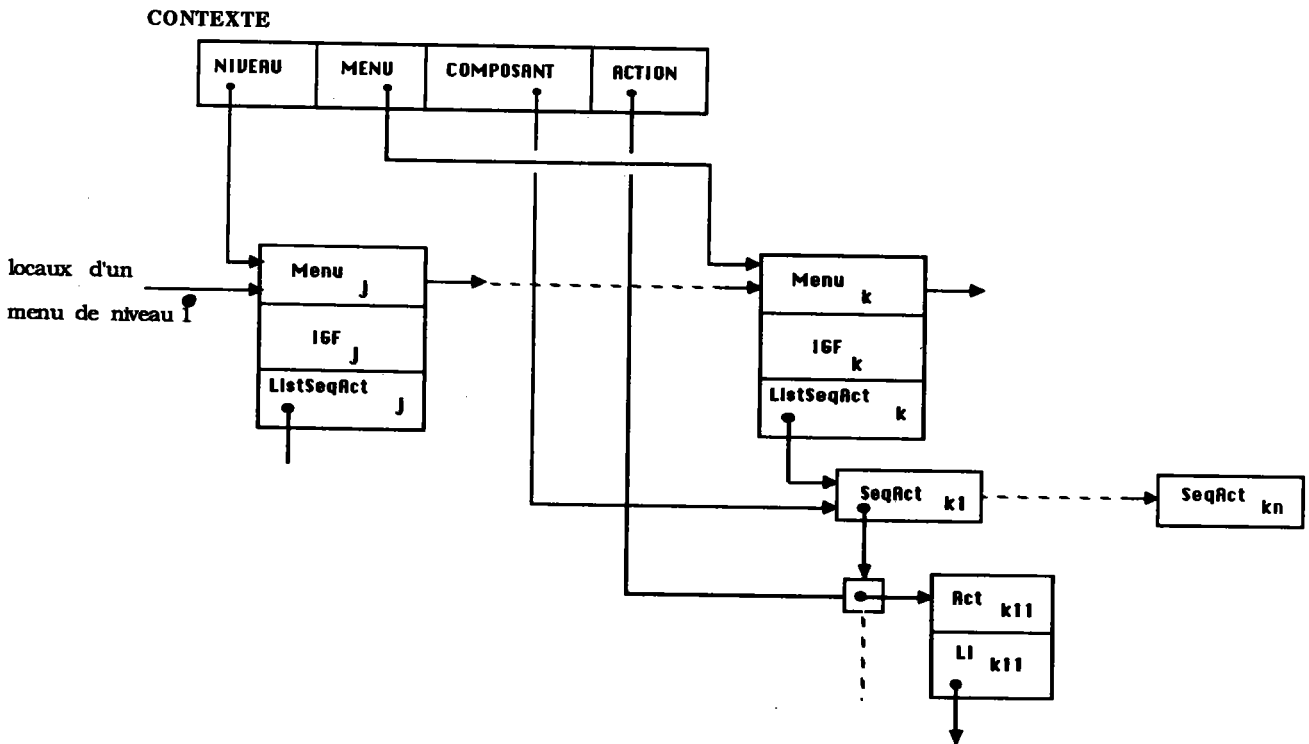 CONTEXTE
NIVEAU MENU COMPOSANT ACTION
locaux d'un
menu de niveau i
Menu j
IGF j
ListSeqAct j
Menu k
IGF k
ListSeqAct k
SeqAct k1
SeqAct kn
Act k11
LI k11